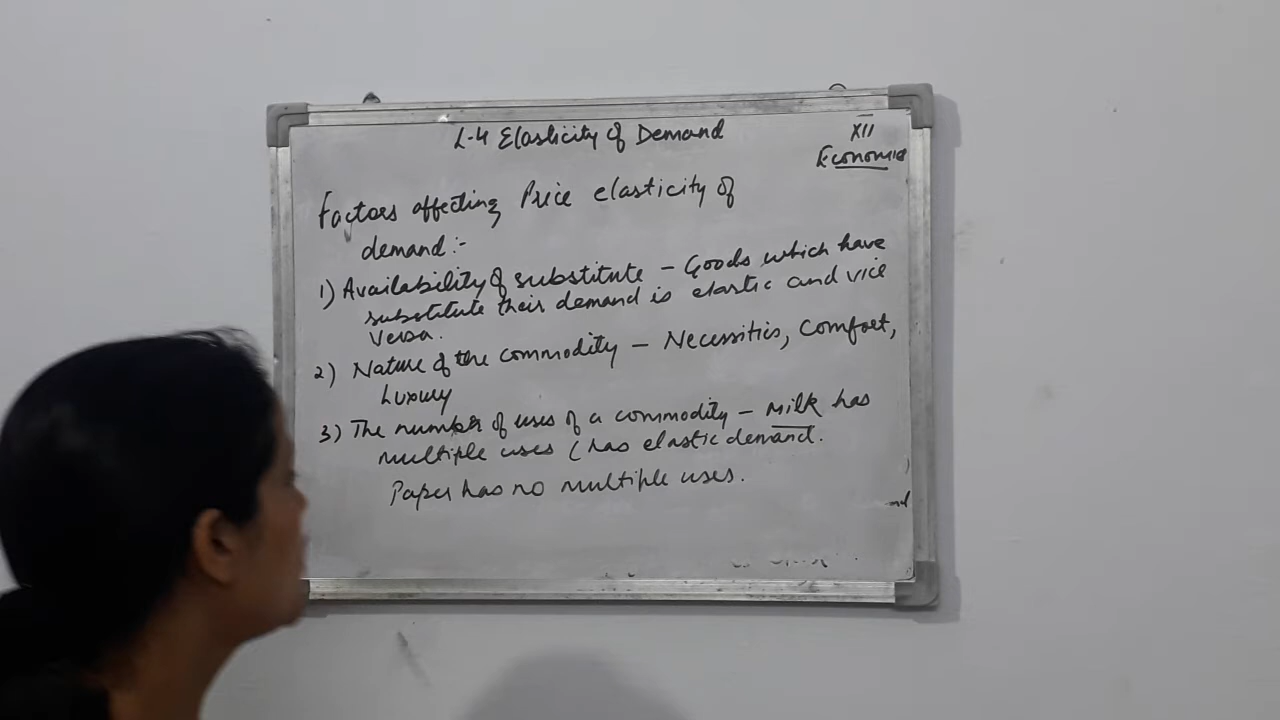 L-4 Elasticity of Demand
XII
Economics
Factors affecting Price elasticity of
demand :-
1) Availability of substitute - Goods which have
substitute their demand is elastic and vice
versa.
2) Nature of the commodity - Necessities, Comfort,
Luxury
3) The number of uses of a commodity - Milk has
multiple uses (has elastic demand.
Paper has no multiple uses.